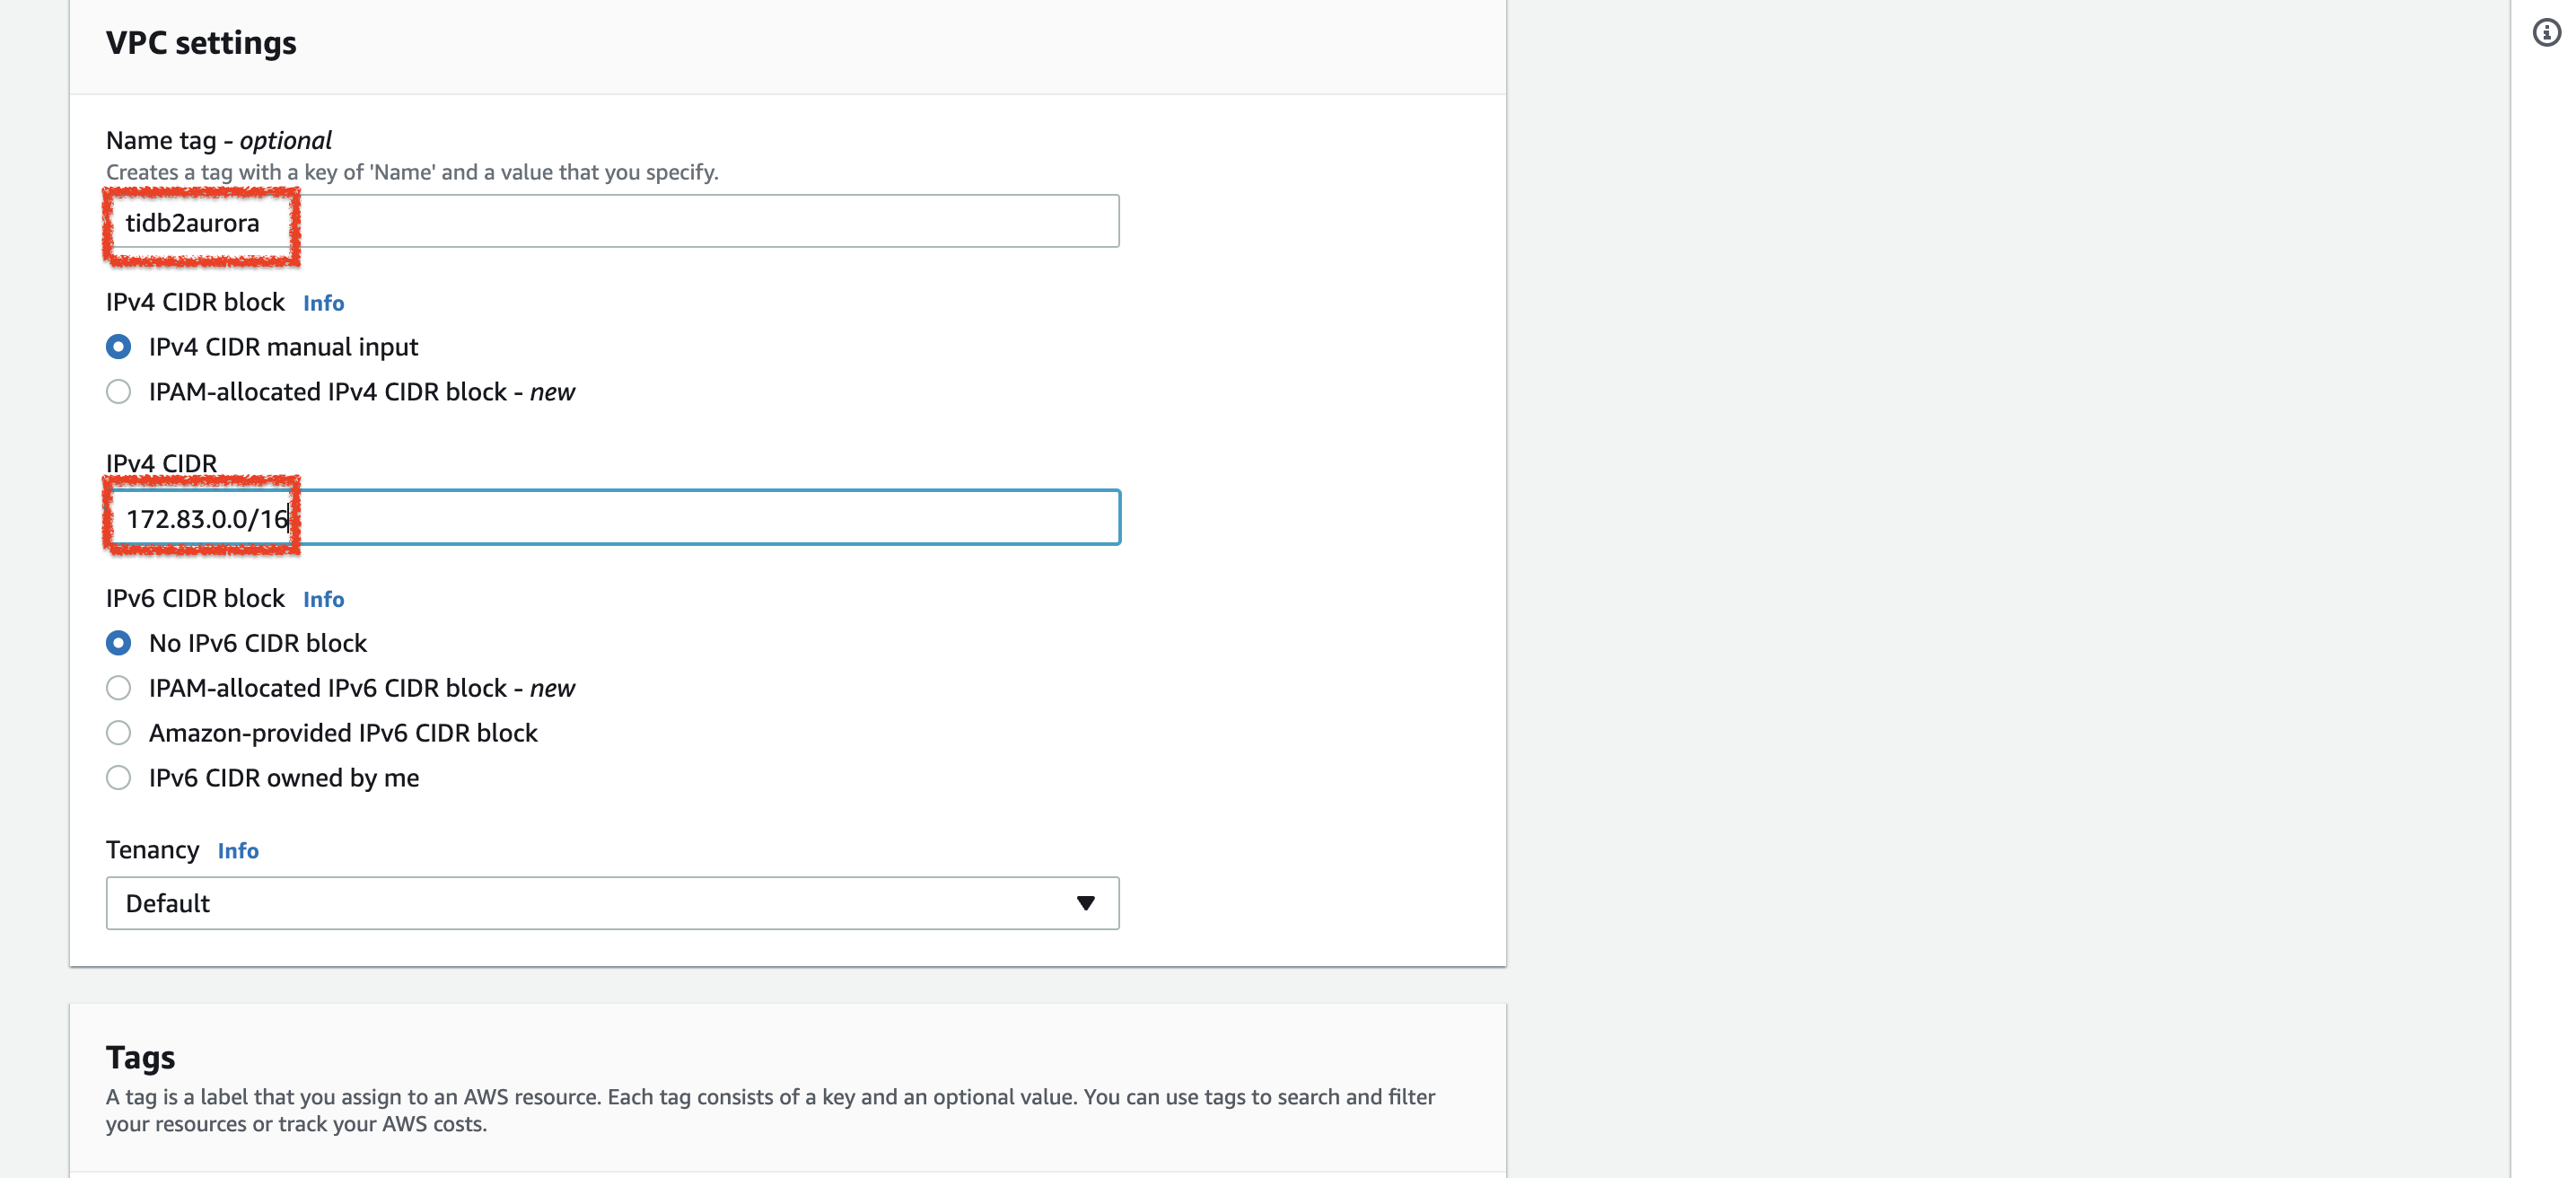 VPC settings
Name tag - optional
Creates a tag with a key of 'Name' and a value that you specify.
tidb2aurora
IPv4 CIDR block Info
IPv4 CIDR manual input
IPAM-allocated IPv4 CIDR block - new
IPv4 CIDR
172.83.0.0/16
IPv6 CIDR block Info
No IPv6 CIDR block
IPAM-allocated IPv6 CIDR block - new
Amazon-provided IPv6 CIDR block
IPv6 CIDR owned by me
Tenancy Info
Default
Tags
A tag is a label that you assign to an AWS resource. Each tag consists of a key and an optional value. You can use tags to search and filter
your resources or track your AWS costs.